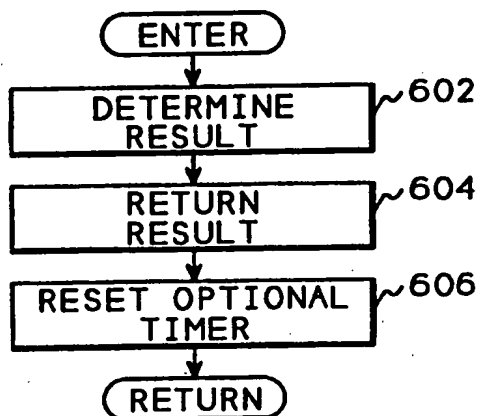 ENTER
DETERMINE
RESULT
602
RETURN
RESULT
604
RESET OPTIONAL
TIMER
606
RETURN